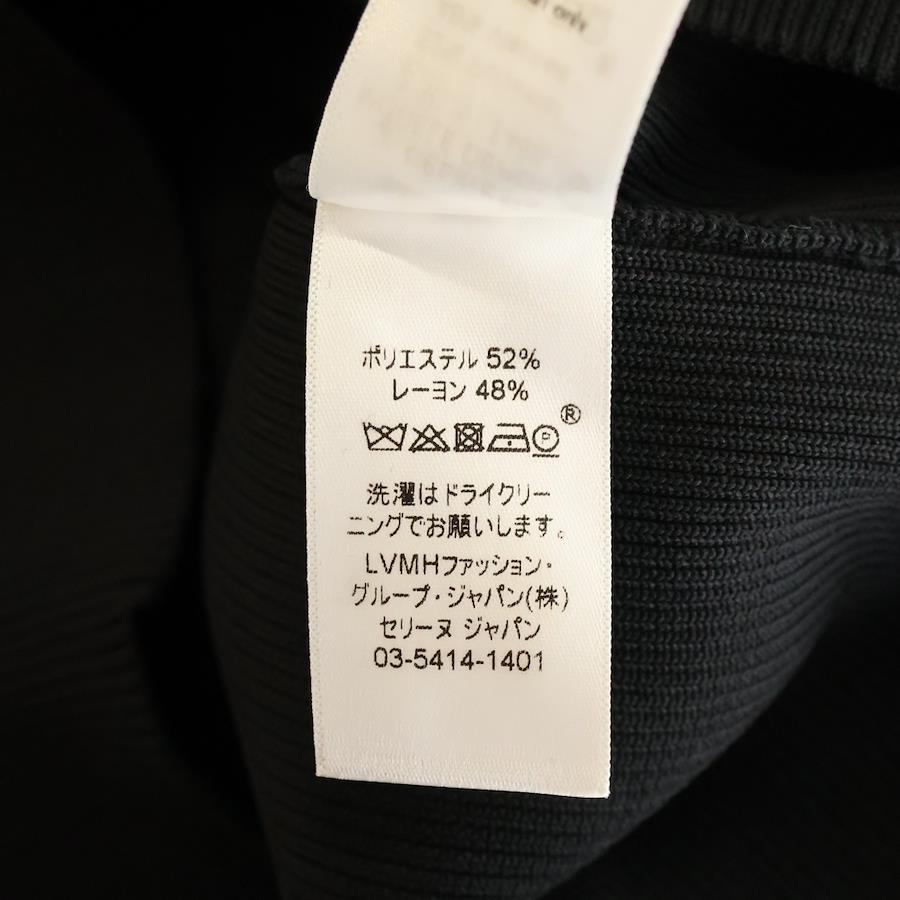 only
ポリエステル 52%
レーヨン 48%
®
P
洗濯はドライクリー
ニングでお願いします。
LVMHファッション・
グループ・ジャパン(株)
セリーヌ ジャパン
03-5414-1401